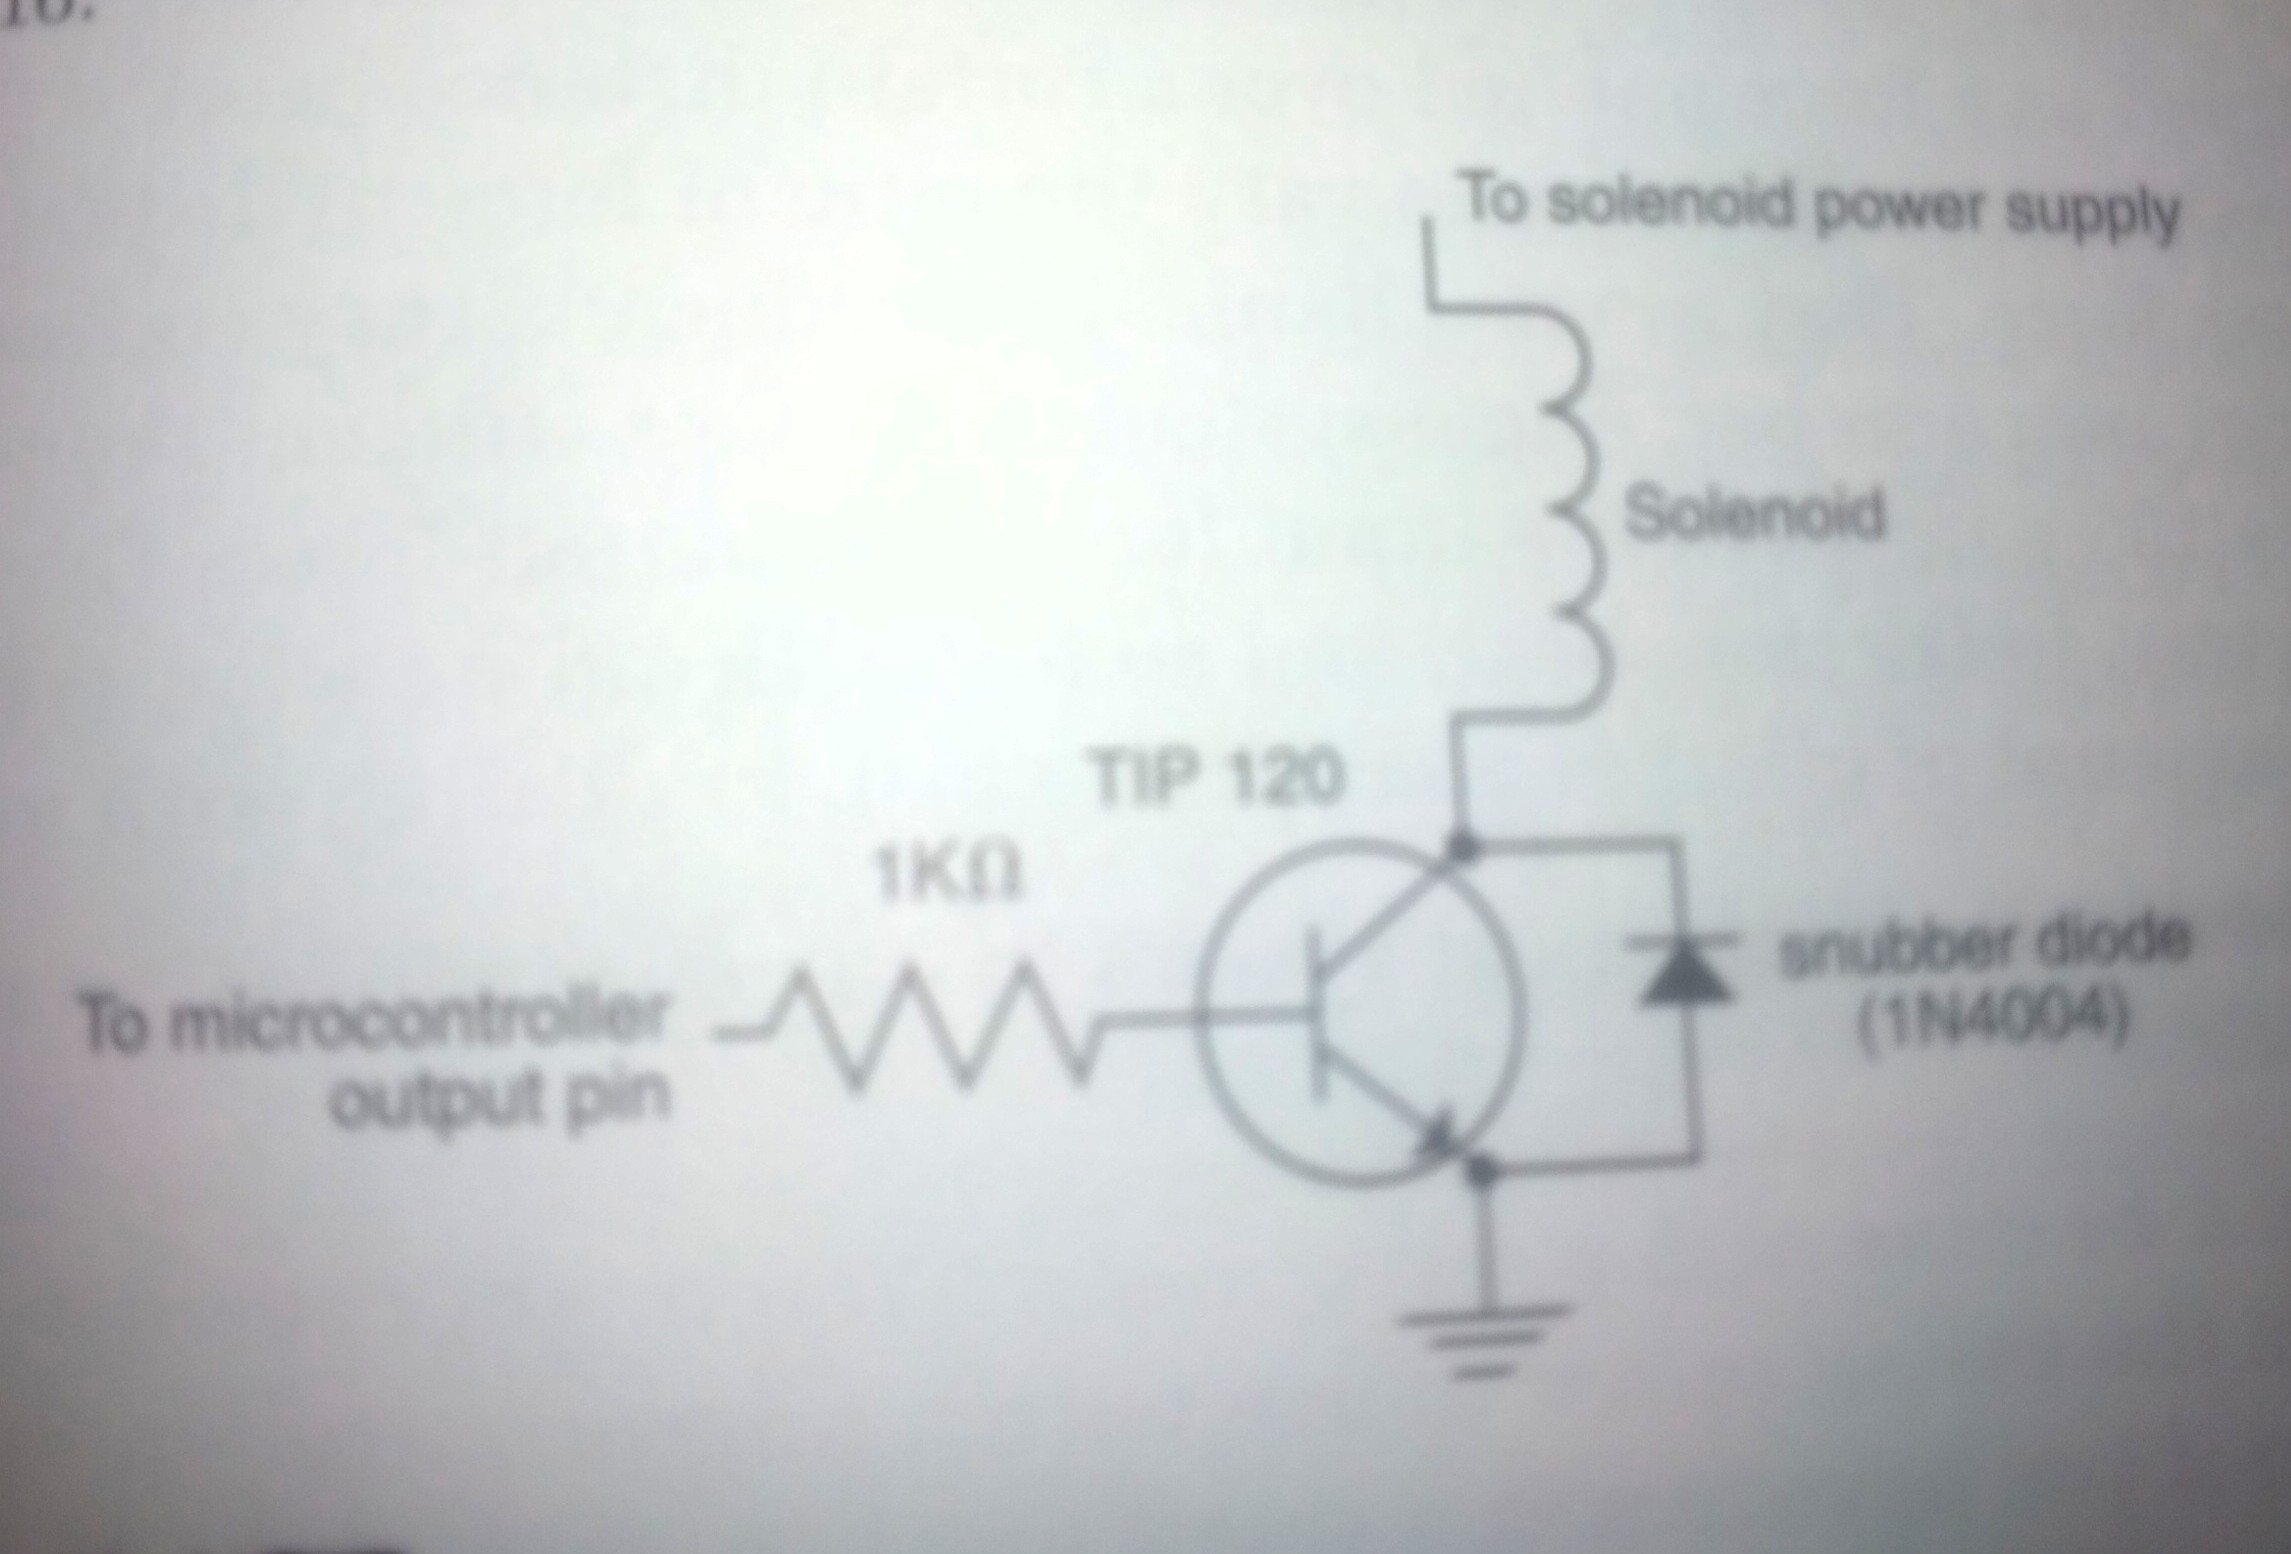 To solenoid power supply
Solenoid
TIP 120
1KΩ
To microcontroller
output pin
snubber diode
(1N4004)